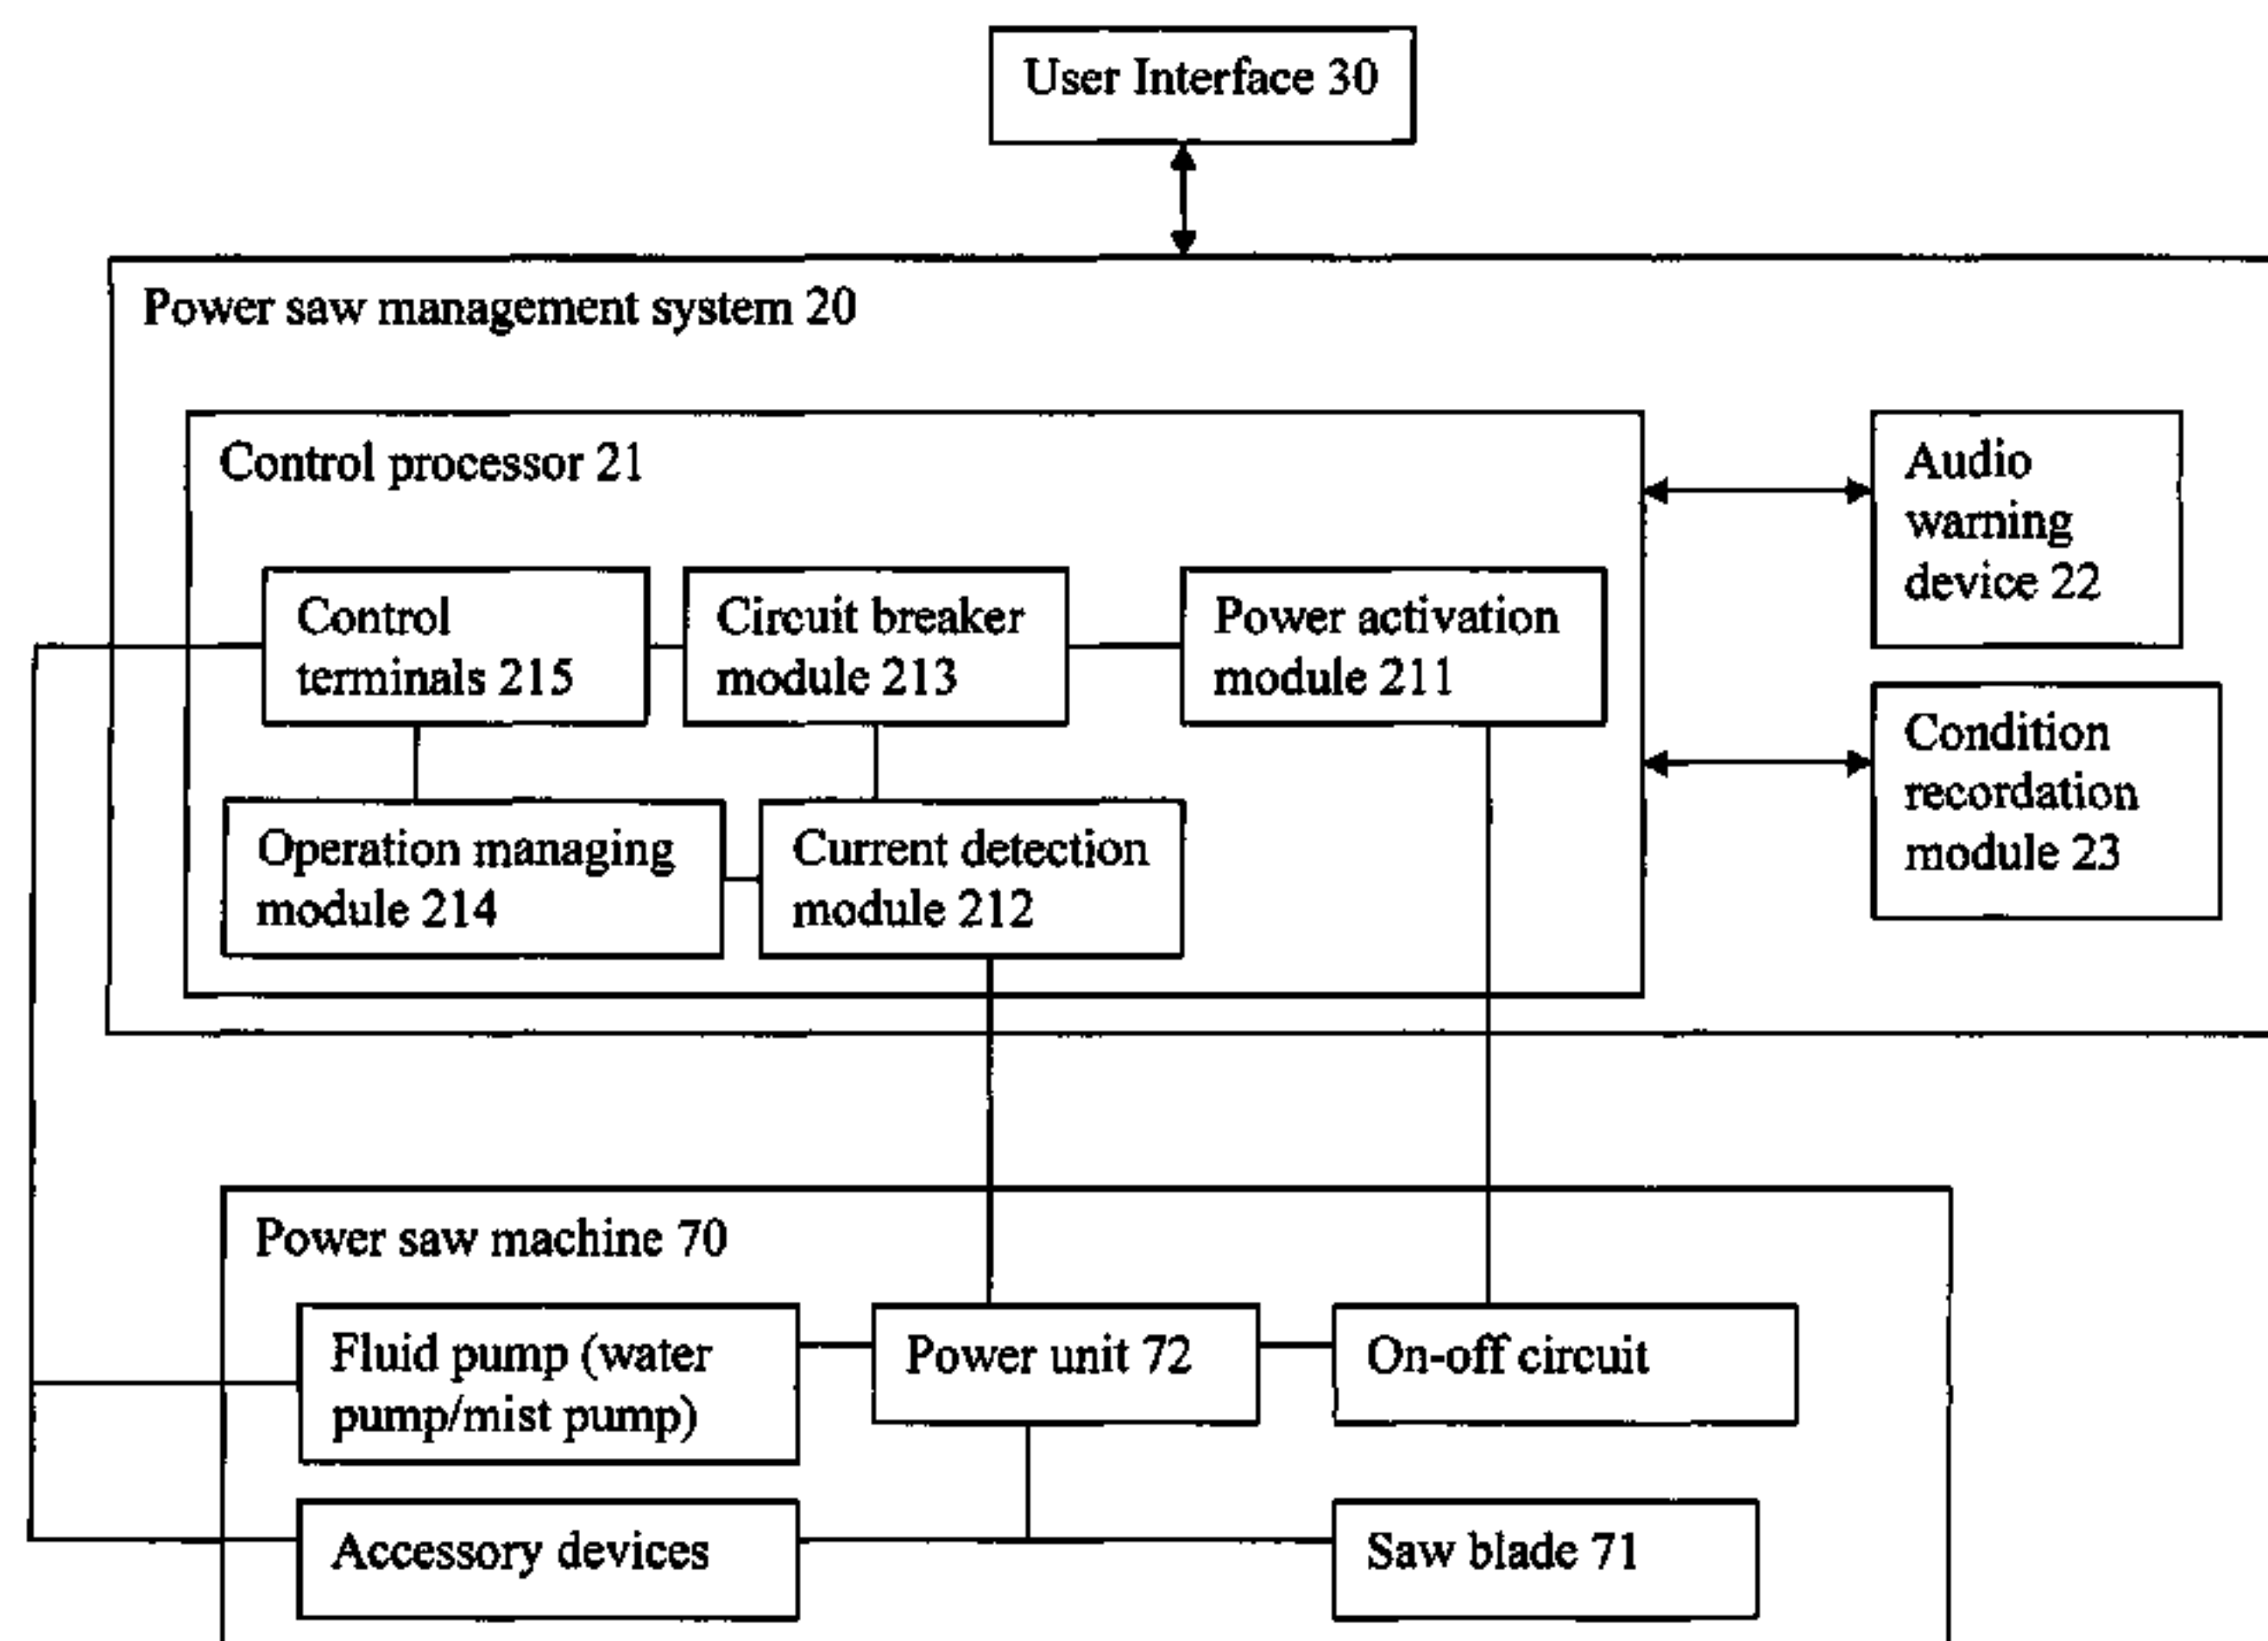 User Interface 30
Power saw management system 20
Control processor 21
Audio
warning
device 22
Control
terminals 215
Circuit breaker
module 213
Power activation
module 211
Condition
recordation
module 23
Operation managing
module 214
Current detection
module 212
Power saw machine 70
Fluid pump (water
pump/mist pump)
Power unit 72
On-off circuit
Accessory devices
Saw blade 71